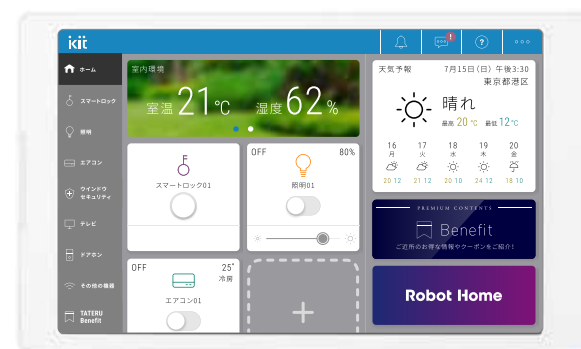 ikit
!
?
ホーム
スマートロック
照明
エアコン
ウインドウ
セキュリティ
テレビ
ドアホン
その他の機器
TATERU
Benefit
室内環境
室温 21℃ 湿度 62%
スマートロック01
OFF 80%
照明01
OFF 25°
冷房
エアコン01
天気予報 7月15日(日) 午後3:30
東京都港区
晴れ
最高 20℃ 最低 12℃
16 17 18 19 20
月 火 水 木 金
20 12 21 12 20 10 24 12 18 10
PREMIUM CONTENTS
Benefit
ご近所のお得な情報やクーポンをご紹介!
Robot Home